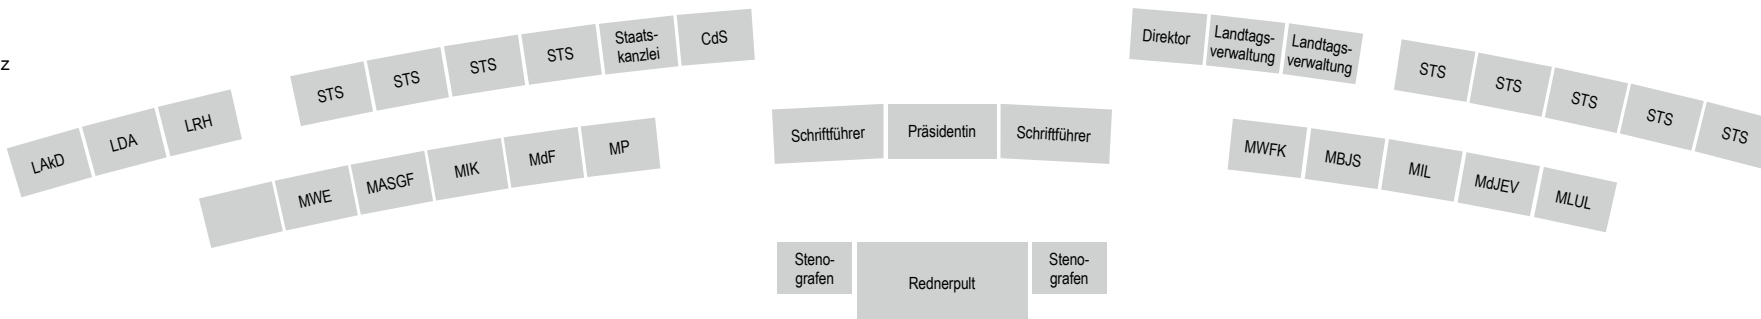 z
LAkD
LDA
LRH
STS
STS
STS
STS
Staats-
kanzlei
CdS
Direktor
Landtags-
verwaltung
Landtags-
verwaltung
STS
STS
STS
STS
STS
MWE
MASGF
MIK
MdF
MP
Schriftführer
Präsidentin
Schriftführer
MWFK
MBJS
MIL
MdJEV
MLUL
Steno-
grafen
Rednerpult
Steno-
grafen